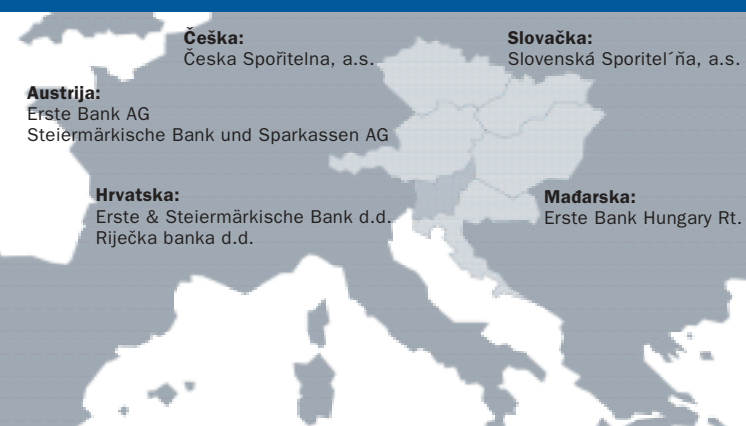 Češka:
Česka Spořitelna, a.s.
Slovačka:
Slovenská Sporitel´ňa, a.s.
Austrija:
Erste Bank AG
Steiermärkische Bank und Sparkassen AG
Hrvatska:
Erste & Steiermärkische Bank d.d.
Riječka banka d.d.
Mađarska:
Erste Bank Hungary Rt.